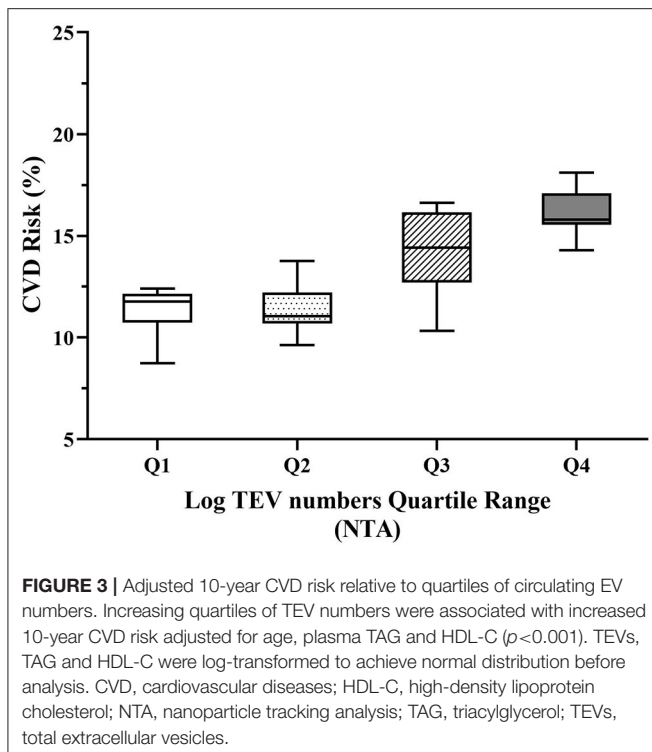 25
20
15
10
5
CVD Risk (%)
Q1 Q2 Q3 Q4
Log TEV numbers Quartile Range
(NTA)
FIGURE 3 | Adjusted 10-year CVD risk relative to quartiles of circulating EV
numbers. Increasing quartiles of TEV numbers were associated with increased
10-year CVD risk adjusted for age, plasma TAG and HDL-C (p<0.001). TEVs,
TAG and HDL-C were log-transformed to achieve normal distribution before
analysis. CVD, cardiovascular diseases; HDL-C, high-density lipoprotein
cholesterol; NTA, nanoparticle tracking analysis; TAG, triacylglycerol; TEVs,
total extracellular vesicles.